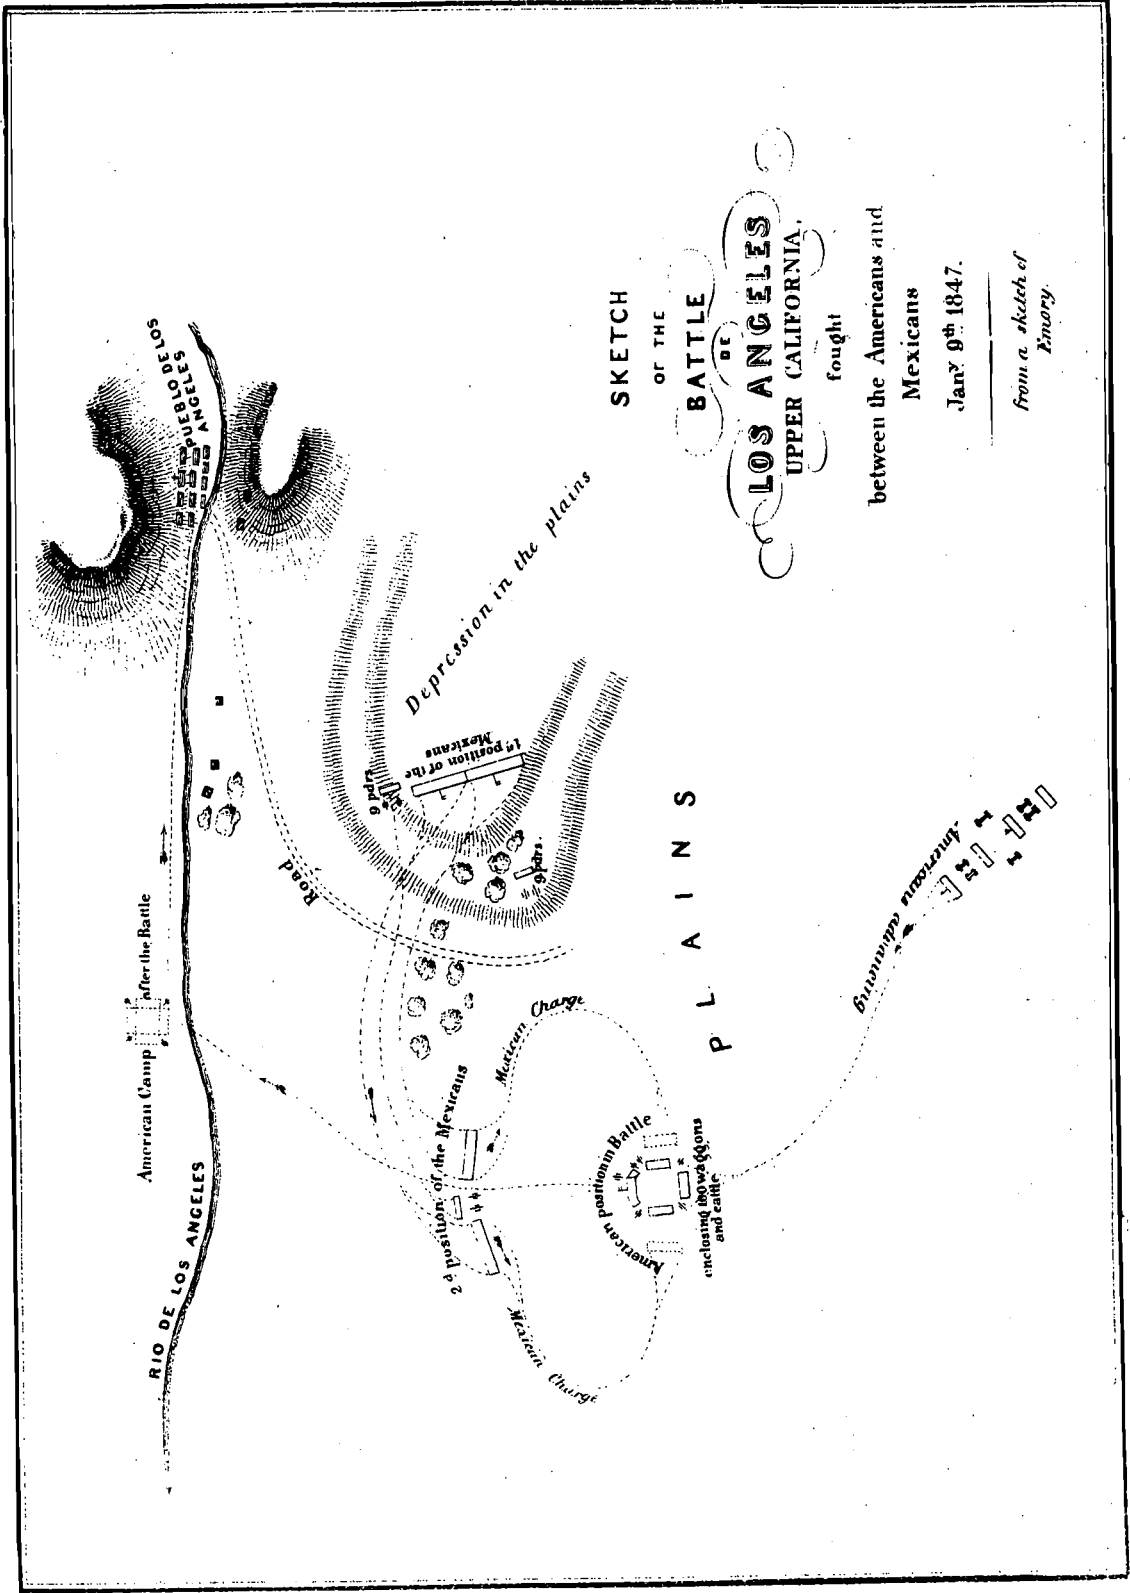 SKETCH
OF THE
BATTLE
DE
LOS ANGELES
UPPER CALIFORNIA,
fought
between the Americans and
Mexicans
Jany. 9th 1847.
from a sketch of
Emory.
PUEBLO DE LOS
ANGELES
RIO DE LOS ANGELES
American Camp after the Battle
Road
Depression in the plains
9 pdrs.
1st position of the
Mexicans
9 pdrs.
PLAINS
2d position of the Mexicans
Mexican Charge
Mexican Charge
American position in Battle
enclosing waggons
and cattle
Americans advancing